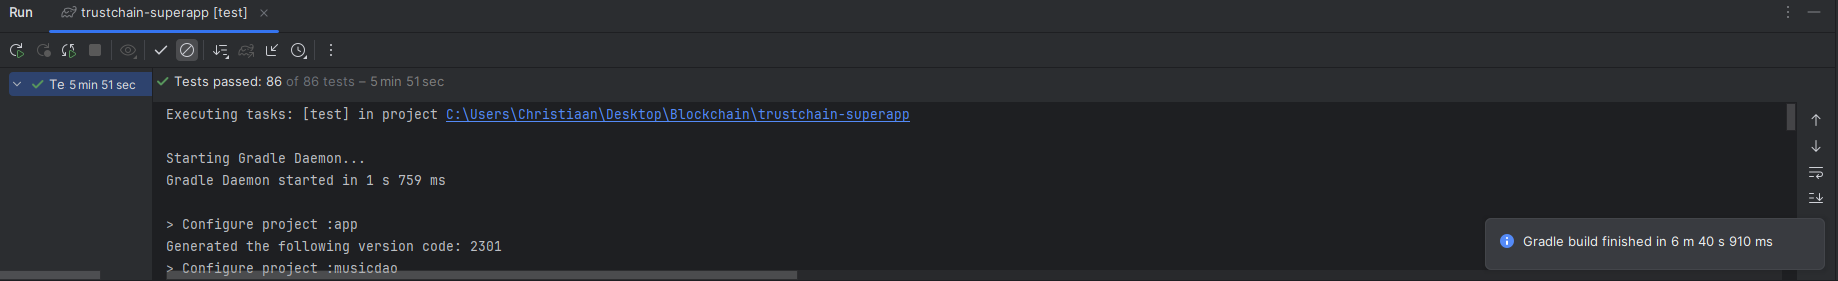 Run trustchain-superapp [test]
Te 5 min 51 sec
Tests passed: 86 of 86 tests – 5 min 51 sec
Executing tasks: [test] in project C:\Users\Christiaan\Desktop\Blockchain\trustchain-superapp
Starting Gradle Daemon...
Gradle Daemon started in 1 s 759 ms
> Configure project :app
Generated the following version code: 2301
> Configure project :musicdao
Gradle build finished in 6 m 40 s 910 ms